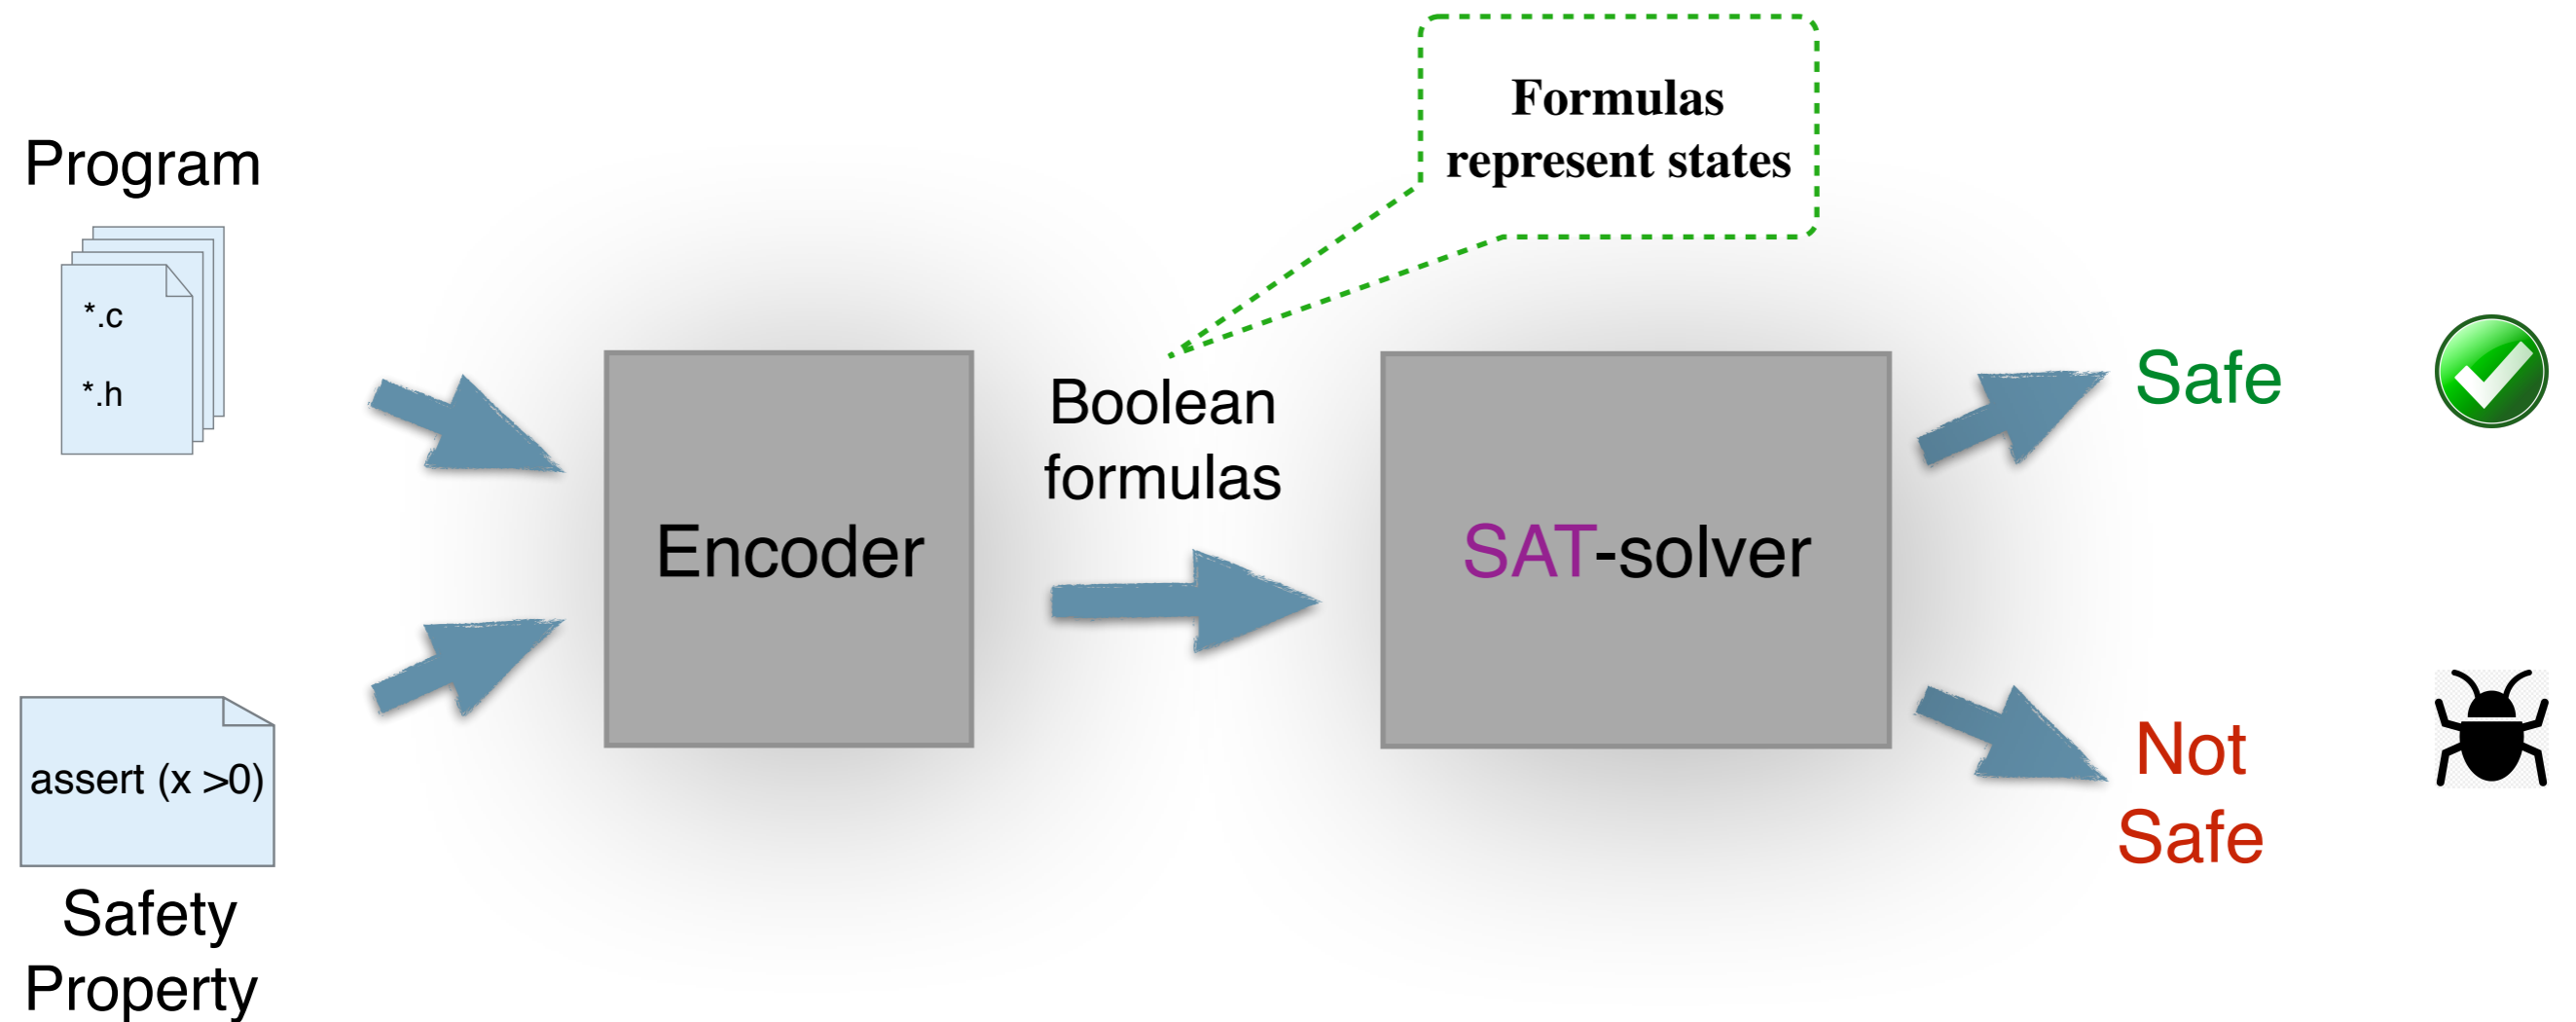 Program
*.c
*.h
assert (x >0)
Safety
Property
Encoder
Boolean
formulas
Formulas
represent states
SAT-solver
Safe
Not
Safe